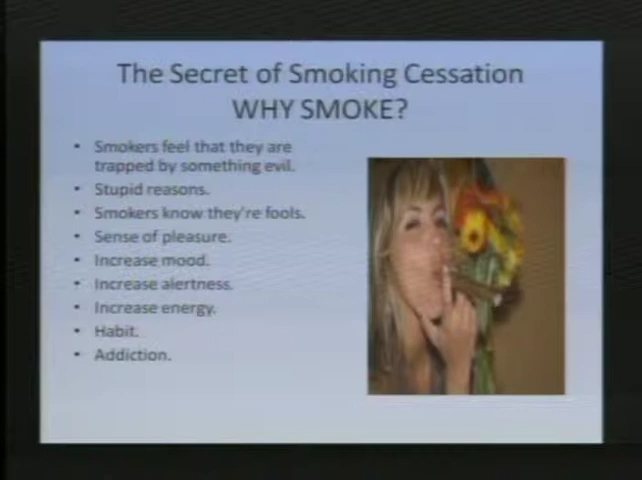 The Secret of Smoking Cessation
WHY SMOKE?
• Smokers feel that they are
trapped by something evil.
• Stupid reasons.
• Smokers know they're fools.
• Sense of pleasure.
• Increase mood.
• Increase alertness.
• Increase energy.
• Habit.
• Addiction.